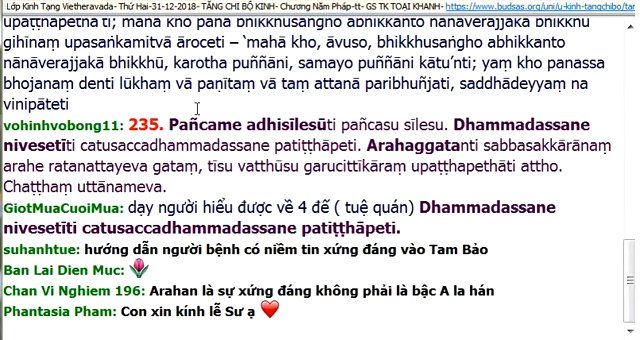 Lớp Kinh Tạng Vietheravada- Thứ Hai-31-12-2018- TĂNG CHI BỘ KINH- Chương Năm Pháp-tt- GS TK TOẠI KHANH- https://www.budsas.org/uni/u-kinh-tangchibo/tan
upaṭṭhapethā'ti; mahā kho pana bhikkhusaṅgho abhikkanto nānāverajjakā bhikkhū
gihīnaṃ upasaṅkamitvā āroceti – 'mahā kho, āvuso, bhikkhusaṅgho abhikkanto
nānāverajjakā bhikkhū, karotha puññāni, samayo puññāni kātu'nti; yaṃ kho panassa
bhojanaṃ denti lūkhaṃ vā paṇītaṃ vā taṃ attanā paribhuñjati, saddhādeyyaṃ na
vinipāteti
vohinhvobong11: 235. Pañcame adhisīlesūti pañcasu sīlesu. Dhammadassane
nivesetīti catusaccadhammadassane patiṭṭhāpeti. Arahaggatanti sabbasakkārānaṃ
arahe ratanattayeva gataṃ, tīsu vatthūsu garucittīkāraṃ upaṭṭhapethāti attho.
Chaṭṭhaṃ uttānameva.
GiotMuaCuoiMua: dạy người hiểu được về 4 đế ( tuệ quán) Dhammadassane
nivesetīti catusaccadhammadassane patiṭṭhāpeti.
suhanhtue: hướng dẫn người bệnh có niềm tin xứng đáng vào Tam Bảo
Ban Lai Dien Muc:
Chan Vi Nghiem 196: Arahan là sự xứng đáng không phải là bậc A la hán
Phantasia Pham: Con xin kính lễ Sư ạ